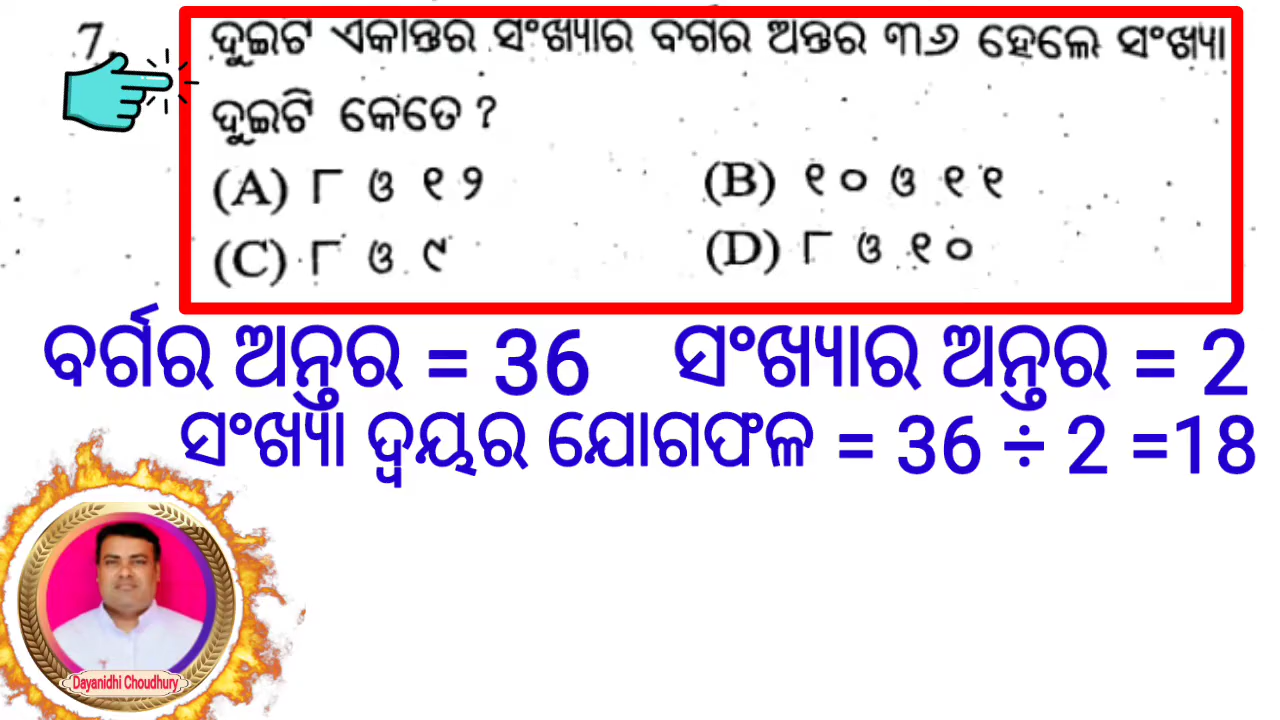 7. ଦୁଇଟି ଏକାନ୍ତର ସଂଖ୍ୟାର ବର୍ଗର ଅନ୍ତର ୩୬ ହେଲେ ସଂଖ୍ୟା
ଦୁଇଟି କେତେ ?
(A) ୮ ଓ ୧୨ (B) ୧୦ ଓ ୧୧
(C) ୮ ଓ ୯ (D) ୮ ଓ ୧୦
ବର୍ଗର ଅନ୍ତର = 36 ସଂଖ୍ୟାର ଅନ୍ତର = 2
ସଂଖ୍ୟା ଦ୍ୱୟର ଯୋଗଫଳ = 36 ÷ 2 =18
Dayanidhi Choudhury